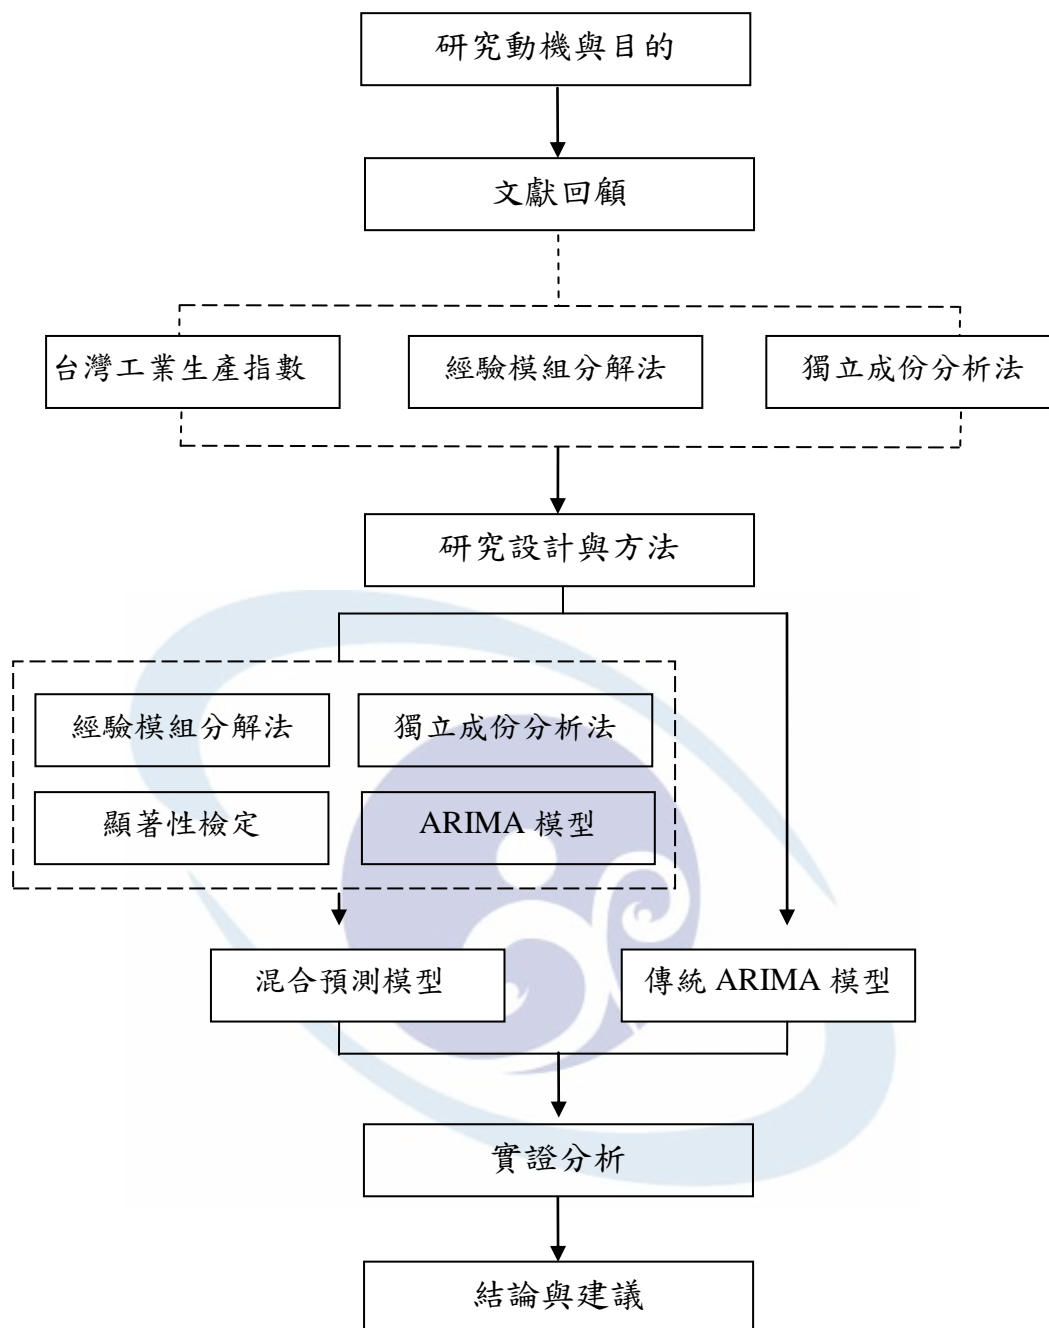 研究動機與目的
文獻回顧
台灣工業生產指數
經驗模組分解法
獨立成份分析法
研究設計與方法
經驗模組分解法
獨立成份分析法
顯著性檢定
ARIMA 模型
混合預測模型
傳統 ARIMA 模型
實證分析
結論與建議